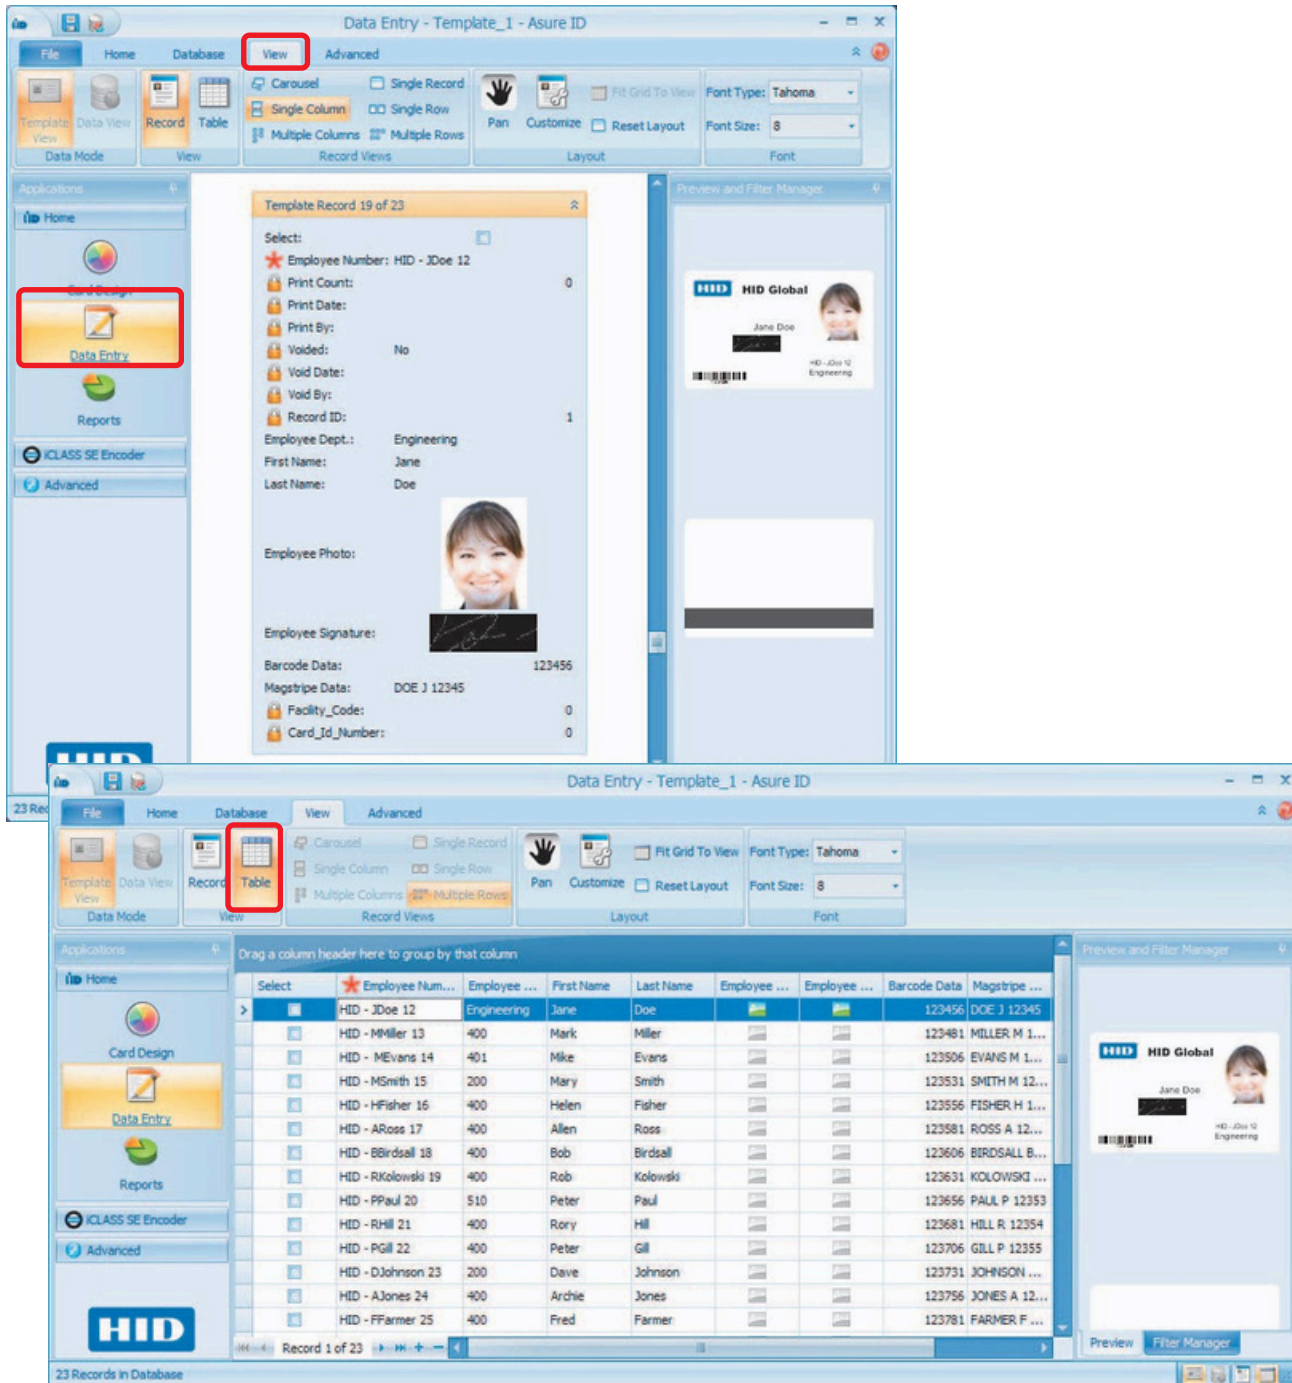 Data Entry - Template_1 - Asure ID
File Home Database View Advanced
Template View
Data View
Record
Table
Carousel
Single Record
Single Column
Single Row
Multiple Columns
Multiple Rows
Pan
Customize
Fit Grid To View
Reset Layout
Font Type: Tahoma
Font Size: 8
Data Mode View Record Views Layout Font
Applications
Home
Card Design
Data Entry
Reports
iCLASS SE Encoder
Advanced
HID
23 Rec
Template Record 19 of 23
Select:
Employee Number: HID - JDoe 12
Print Count: 0
Print Date:
Print By:
Voided: No
Void Date:
Void By:
Record ID: 1
Employee Dept.: Engineering
First Name: Jane
Last Name: Doe
Employee Photo:
Employee Signature:
Barcode Data: 123456
Magstripe Data: DOE J 12345
Facility_Code: 0
Card_Id_Number: 0
Preview and Filter Manager
HID HID Global
Jane Doe
HID - JDoe 12
Engineering
Data Entry - Template_1 - Asure ID
File Home Database View Advanced
Template View
Data View
Record
Table
Carousel
Single Record
Single Column
Single Row
Multiple Columns
Multiple Rows
Pan
Customize
Fit Grid To View
Reset Layout
Font Type: Tahoma
Font Size: 8
Data Mode View Record Views Layout Font
Applications
Home
Card Design
Data Entry
Reports
iCLASS SE Encoder
Advanced
HID
Drag a column header here to group by that column
Select Employee Num... Employee ... First Name Last Name Employee ... Employee ... Barcode Data Magstripe ...
HID - JDoe 12 Engineering Jane Doe 123456 DOE J 12345
HID - MMiller 13 400 Mark Miller 123481 MILLER M 1...
HID - MEvans 14 401 Mike Evans 123506 EVANS M 1...
HID - MSmith 15 200 Mary Smith 123531 SMITH M 12...
HID - HFisher 16 400 Helen Fisher 123556 FISHER H 1...
HID - ARoss 17 400 Allen Ross 123581 ROSS A 12...
HID - BBirdsall 18 400 Bob Birdsall 123606 BIRDSALL B...
HID - RKolowski 19 400 Rob Kolowski 123631 KOLOWSKI ...
HID - PPaul 20 510 Peter Paul 123656 PAUL P 12353
HID - RHill 21 400 Rory Hill 123681 HILL R 12354
HID - PGill 22 400 Peter Gill 123706 GILL P 12355
HID - DJohnson 23 200 Dave Johnson 123731 JOHNSON ...
HID - AJones 24 400 Archie Jones 123756 JONES A 12...
HID - FFarmer 25 400 Fred Farmer 123781 FARMER F ...
Record 1 of 23
Preview and Filter Manager
HID HID Global
Jane Doe
HID - JDoe 12
Engineering
Preview Filter Manager
23 Records in Database